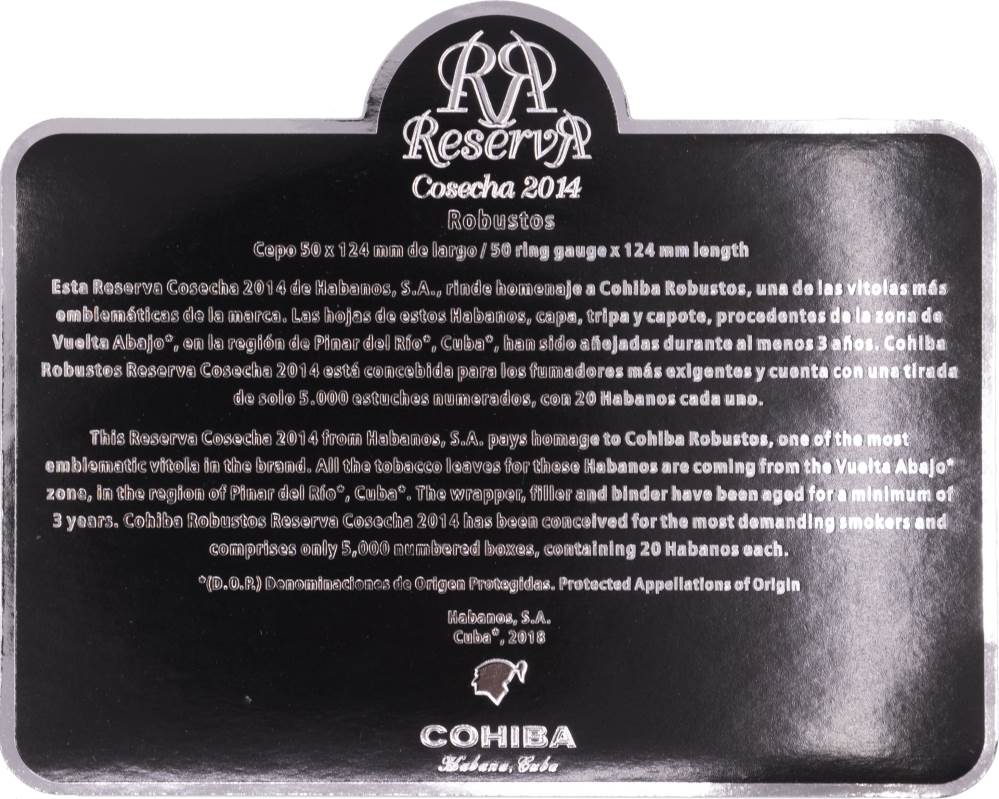 RR
Reserva
Cosecha 2014
Robustos
Cepo 50 x 124 mm de largo / 50 ring gauge x 124 mm length
Esta Reserva Cosecha 2014 de Habanos, S.A., rinde homenaje a Cohiba Robustos, una de las vitolas más
emblemáticas de la marca. Las hojas de estos Habanos, capa, tripa y capote, procedentes de la zona de
Vuelta Abajo*, en la región de Pinar del Río*, Cuba*, han sido añejadas durante al menos 3 años. Cohiba
Robustos Reserva Cosecha 2014 está concebida para los fumadores más exigentes y cuenta con una tirada
de solo 5.000 estuches numerados, con 20 Habanos cada uno.
This Reserva Cosecha 2014 from Habanos, S.A. pays homage to Cohiba Robustos, one of the most
emblematic vitola in the brand. All the tobacco leaves for these Habanos are coming from the Vuelta Abajo*
zone, in the region of Pinar del Río*, Cuba*. The wrapper, filler and binder have been aged for a minimum of
3 years. Cohiba Robustos Reserva Cosecha 2014 has been conceived for the most demanding smokers and
comprises only 5,000 numbered boxes, containing 20 Habanos each.
*(D.O.P.) Denominaciones de Origen Protegidas. Protected Appellations of Origin
Habanos, S.A.
Cuba*, 2018
COHIBA
Habana, Cuba